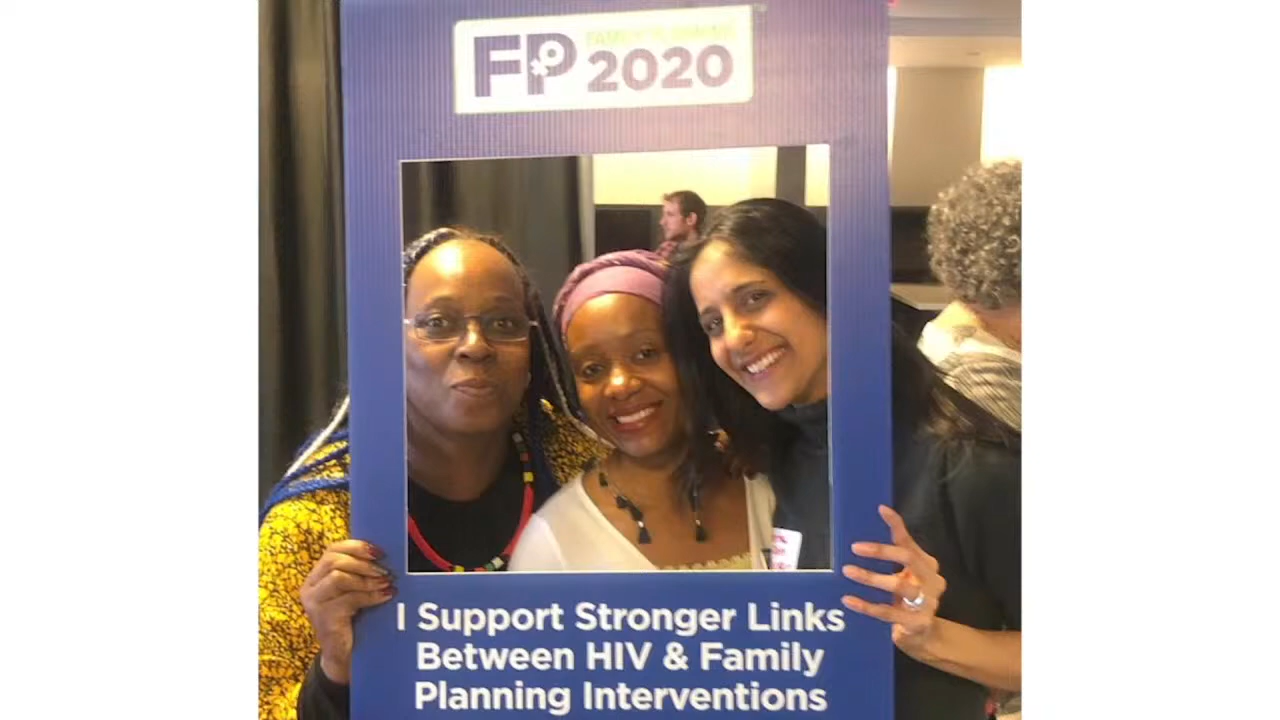 FP
FAMILY PLANNING
2020
I Support Stronger Links
Between HIV & Family
Planning Interventions